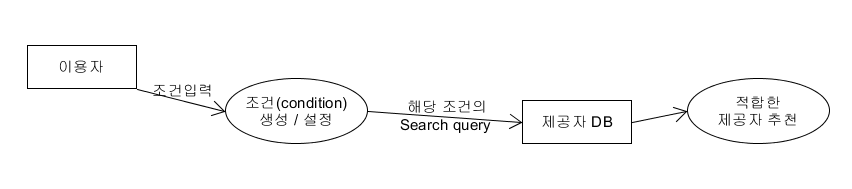 이용자
조건입력
조건(condition)
생성 / 설정
해당 조건의
Search query
제공자 DB
적합한
제공자 추천